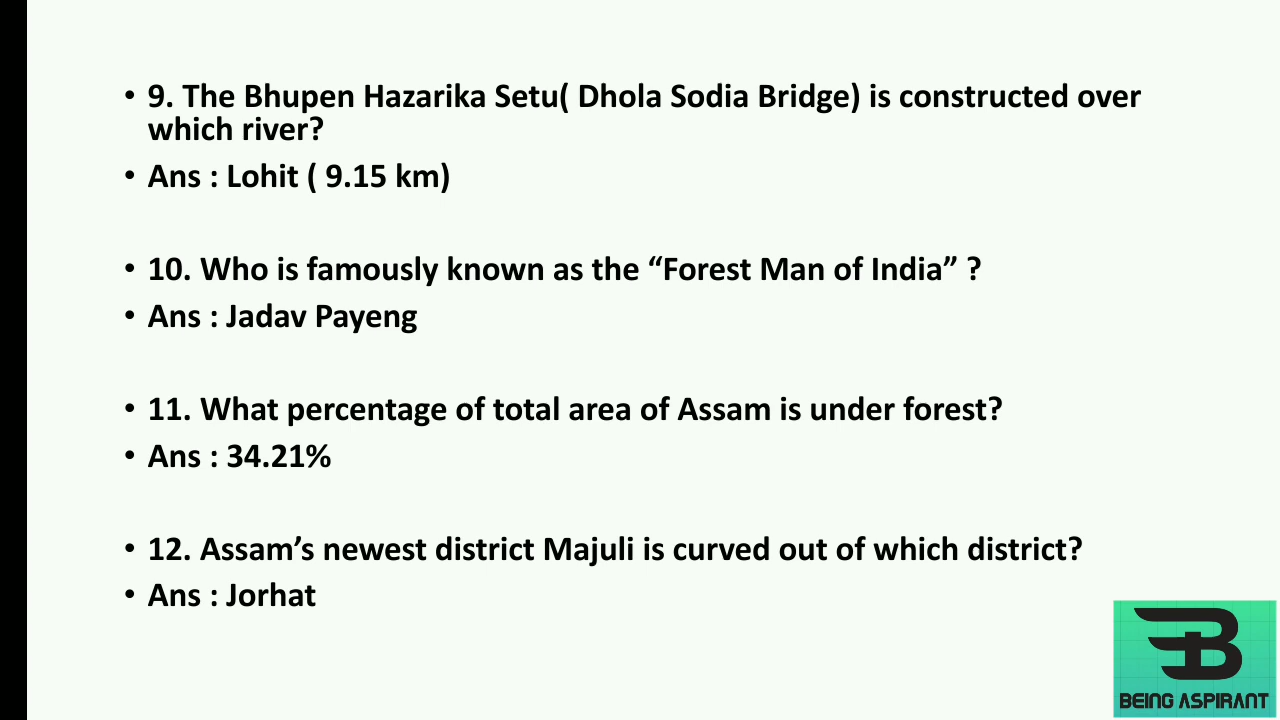 • 9. The Bhupen Hazarika Setu( Dhola Sodia Bridge) is constructed over
which river?
• Ans : Lohit ( 9.15 km)
• 10. Who is famously known as the “Forest Man of India” ?
• Ans : Jadav Payeng
• 11. What percentage of total area of Assam is under forest?
• Ans : 34.21%
• 12. Assam’s newest district Majuli is curved out of which district?
• Ans : Jorhat
BEING ASPIRANT